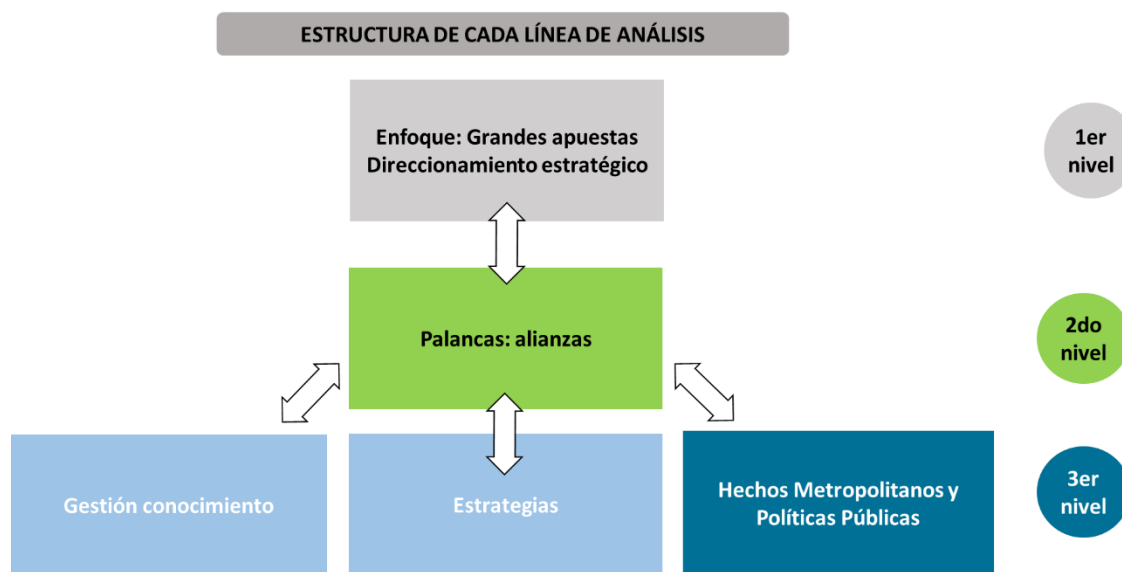 ESTRUCTURA DE CADA LÍNEA DE ANÁLISIS
Enfoque: Grandes apuestas
Direccionamiento estratégico
1er
nivel
Palancas: alianzas
2do
nivel
Gestión conocimiento
Estrategias
Hechos Metropolitanos y
Políticas Públicas
3er
nivel